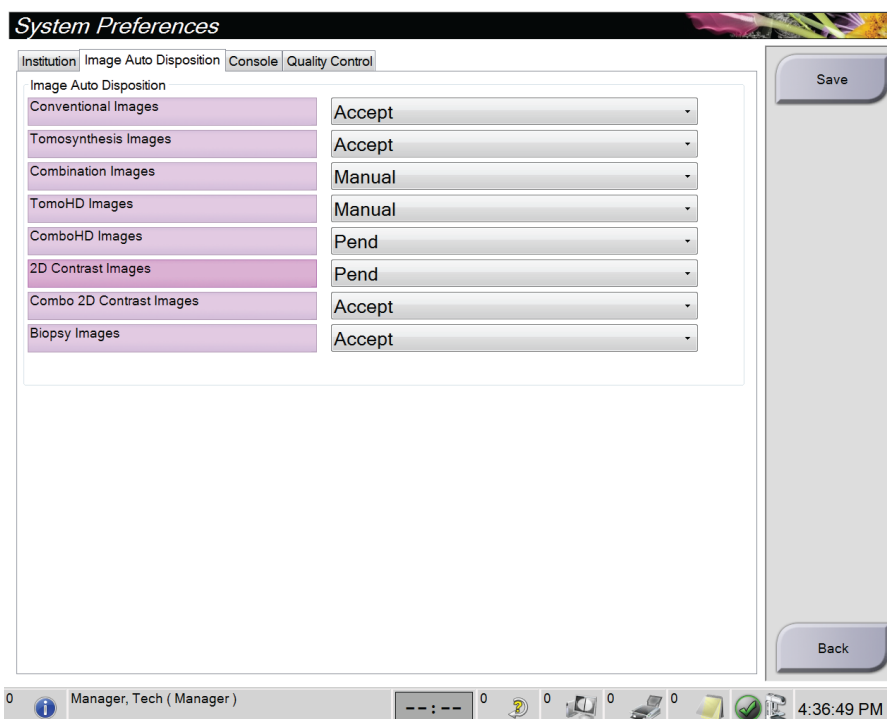 System Preferences
Institution Image Auto Disposition Console Quality Control
Save
Image Auto Disposition
Conventional Images Accept
Tomosynthesis Images Accept
Combination Images Manual
TomoHD Images Manual
ComboHD Images Pend
2D Contrast Images Pend
Combo 2D Contrast Images Accept
Biopsy Images Accept
Back
0 Manager, Tech ( Manager ) --:-- 0 0 0 0 4:36:49 PM